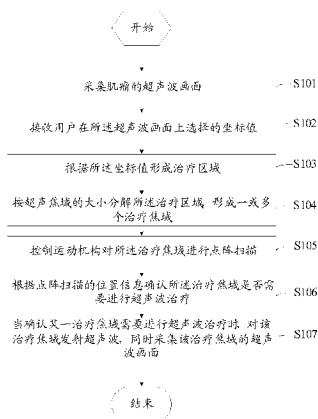 开始
采集肌瘤的超声波画面
S101
接收用户在所述超声波画面上选择的坐标值
S102
根据所述坐标值形成治疗区域
S103
按超声焦域的大小分解所述治疗区域，形成一或多
个治疗焦域
S104
控制运动机构对所述治疗焦域进行点阵扫描
S105
根据点阵扫描的位置信息确认所述治疗焦域是否需
要进行超声波治疗
S106
当确认某一治疗焦域需要进行超声波治疗时，对该
治疗焦域发射超声波，同时采集该治疗焦域的超声
波画面
S107
结束